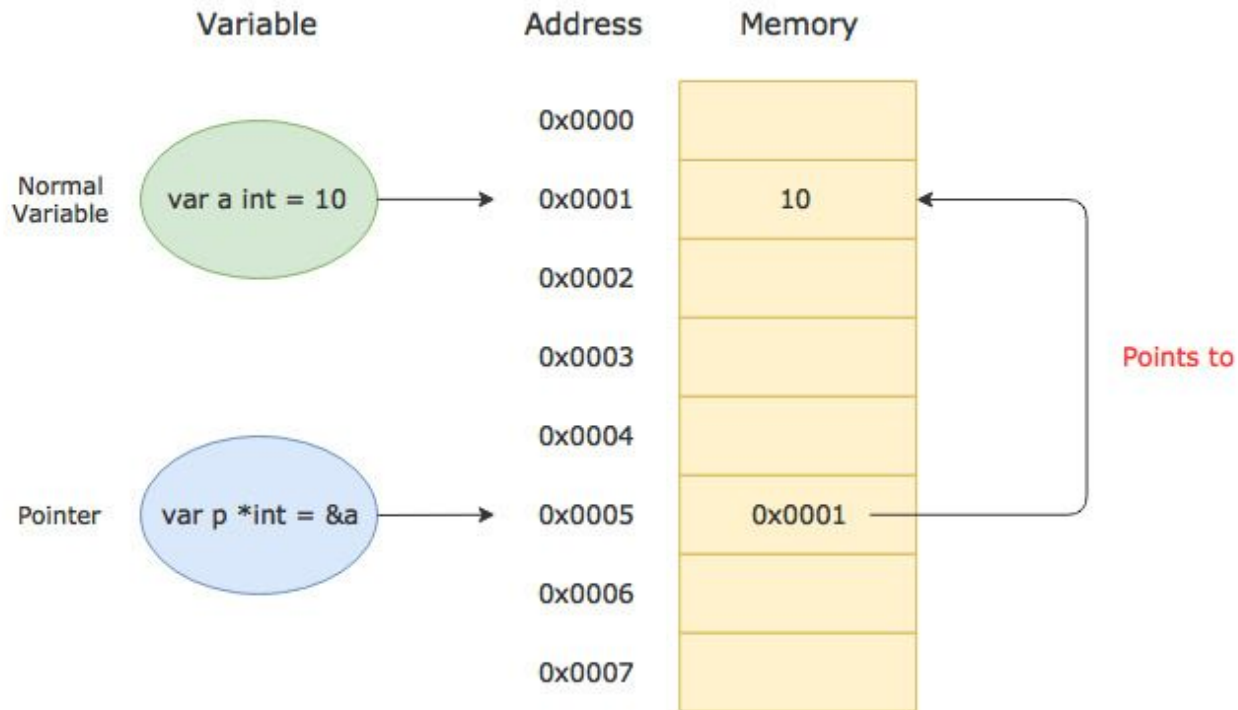 Variable Address Memory
0x0000
Normal
Variable
var a int = 10
0x0001
10
0x0002
0x0003
Points to
0x0004
Pointer
var p *int = &a
0x0005
0x0001
0x0006
0x0007